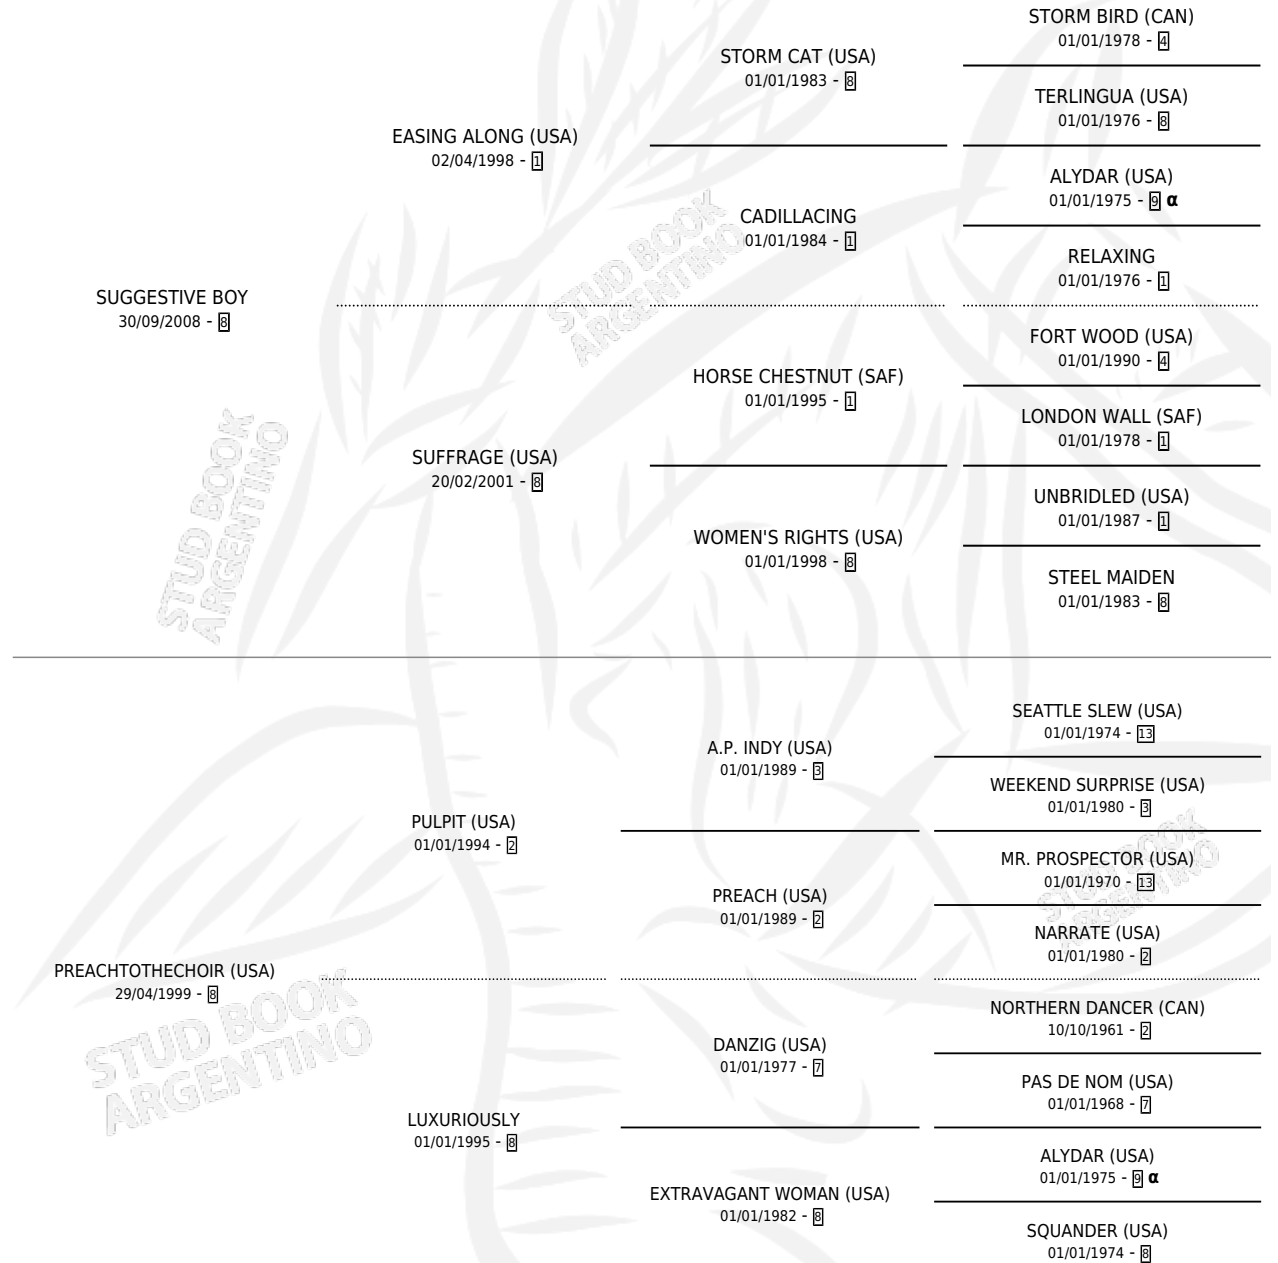 STORM BIRD (CAN)
01/01/1978 - 4
STORM CAT (USA)
01/01/1983 - 8
TERLINGUA (USA)
01/01/1976 - 8
EASING ALONG (USA)
02/04/1998 - 1
ALYDAR (USA)
01/01/1975 - 9 α
CADILLACING
01/01/1984 - 1
RELAXING
01/01/1976 - 1
SUGGESTIVE BOY
30/09/2008 - 8
FORT WOOD (USA)
01/01/1990 - 4
HORSE CHESTNUT (SAF)
01/01/1995 - 1
LONDON WALL (SAF)
01/01/1978 - 1
SUFFRAGE (USA)
20/02/2001 - 8
UNBRIDLED (USA)
01/01/1987 - 1
WOMEN'S RIGHTS (USA)
01/01/1998 - 8
STEEL MAIDEN
01/01/1983 - 8
SEATTLE SLEW (USA)
01/01/1974 - 13
A.P. INDY (USA)
01/01/1989 - 3
WEEKEND SURPRISE (USA)
01/01/1980 - 3
PULPIT (USA)
01/01/1994 - 2
MR. PROSPECTOR (USA)
01/01/1970 - 13
PREACH (USA)
01/01/1989 - 2
NARRATE (USA)
01/01/1980 - 2
PREACHTOTHECHOIR (USA)
29/04/1999 - 8
NORTHERN DANCER (CAN)
10/10/1961 - 2
DANZIG (USA)
01/01/1977 - 7
PAS DE NOM (USA)
01/01/1968 - 7
LUXURIOUSLY
01/01/1995 - 8
ALYDAR (USA)
01/01/1975 - 9 α
EXTRAVAGANT WOMAN (USA)
01/01/1982 - 8
SQUANDER (USA)
01/01/1974 - 8
STUD BOOK
ARGENTINO
STUD BOOK
ARGENTINO
STUD BOOK
ARGENTINO
STUD BOOK
ARGENTINO